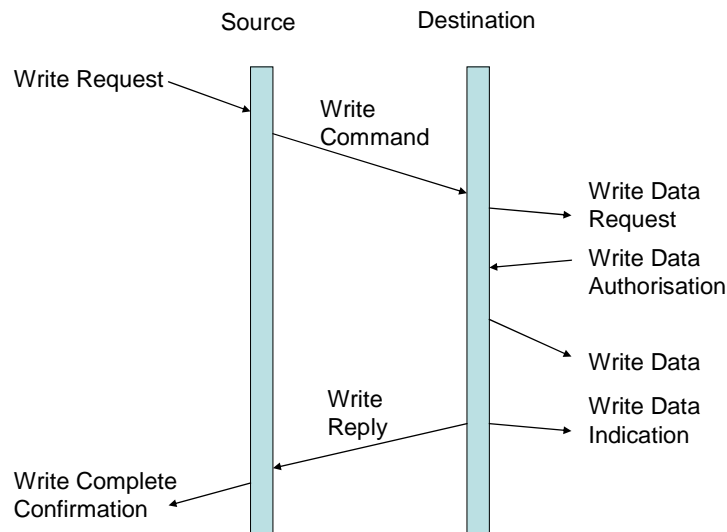 Source
Destination
Write Request
Write
Command
Write Data
Request
Write Data
Authorisation
Write Data
Write
Reply
Write Data
Indication
Write Complete
Confirmation